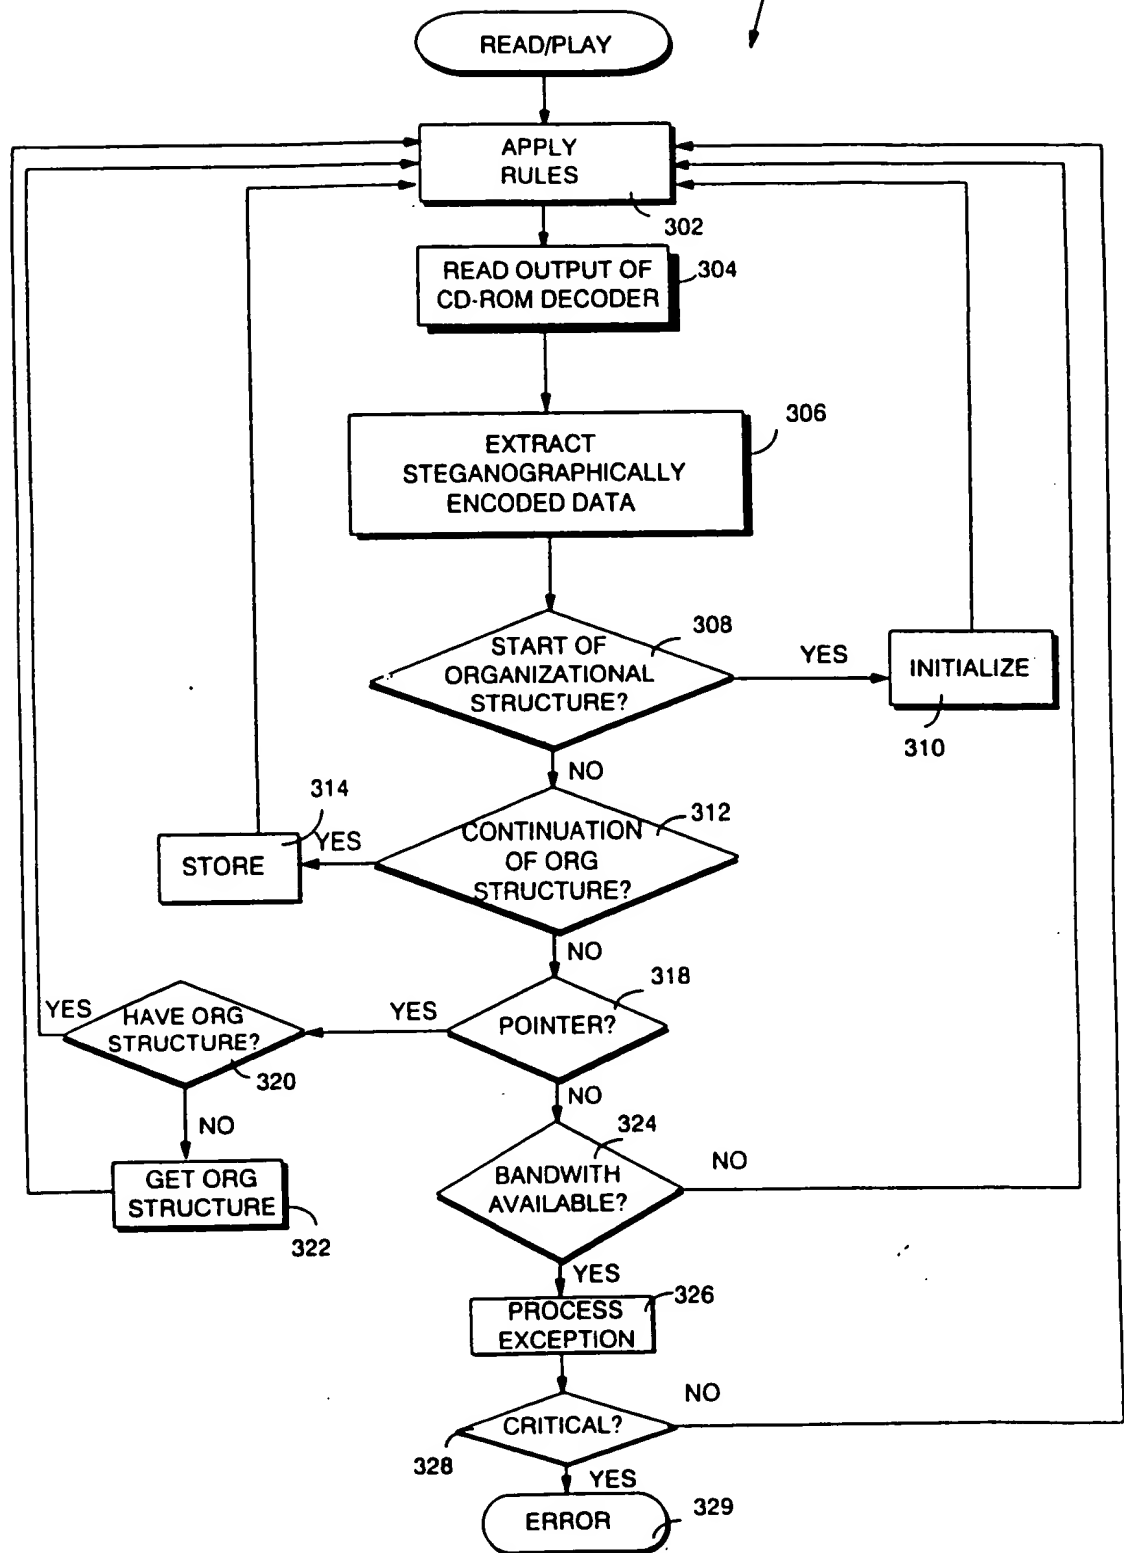 READ/PLAY
APPLY
RULES
302
READ OUTPUT OF
CD-ROM DECODER
304
EXTRACT
STEGANOGRAPHICALLY
ENCODED DATA
306
START OF
ORGANIZATIONAL
STRUCTURE?
308
YES
INITIALIZE
310
NO
CONTINUATION
OF ORG
STRUCTURE?
312
YES
314
STORE
NO
POINTER?
318
YES
HAVE ORG
STRUCTURE?
320
YES
NO
GET ORG
STRUCTURE
322
NO
BANDWITH
AVAILABLE?
324
NO
YES
PROCESS
EXCEPTION
326
CRITICAL?
328
NO
YES
ERROR
329